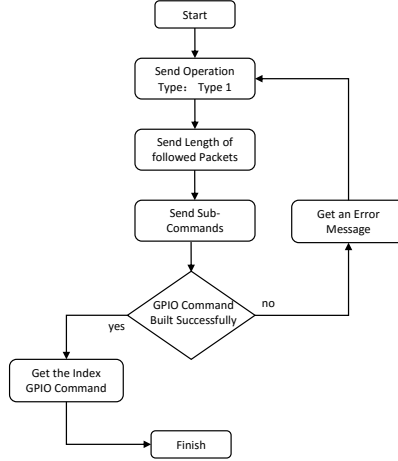 Start
Send Operation
Type： Type 1
Send Length of
followed Packets
Send Sub-
Commands
Get an Error
Message
GPIO Command
Built Successfully
no
yes
Get the Index
GPIO Command
Finish